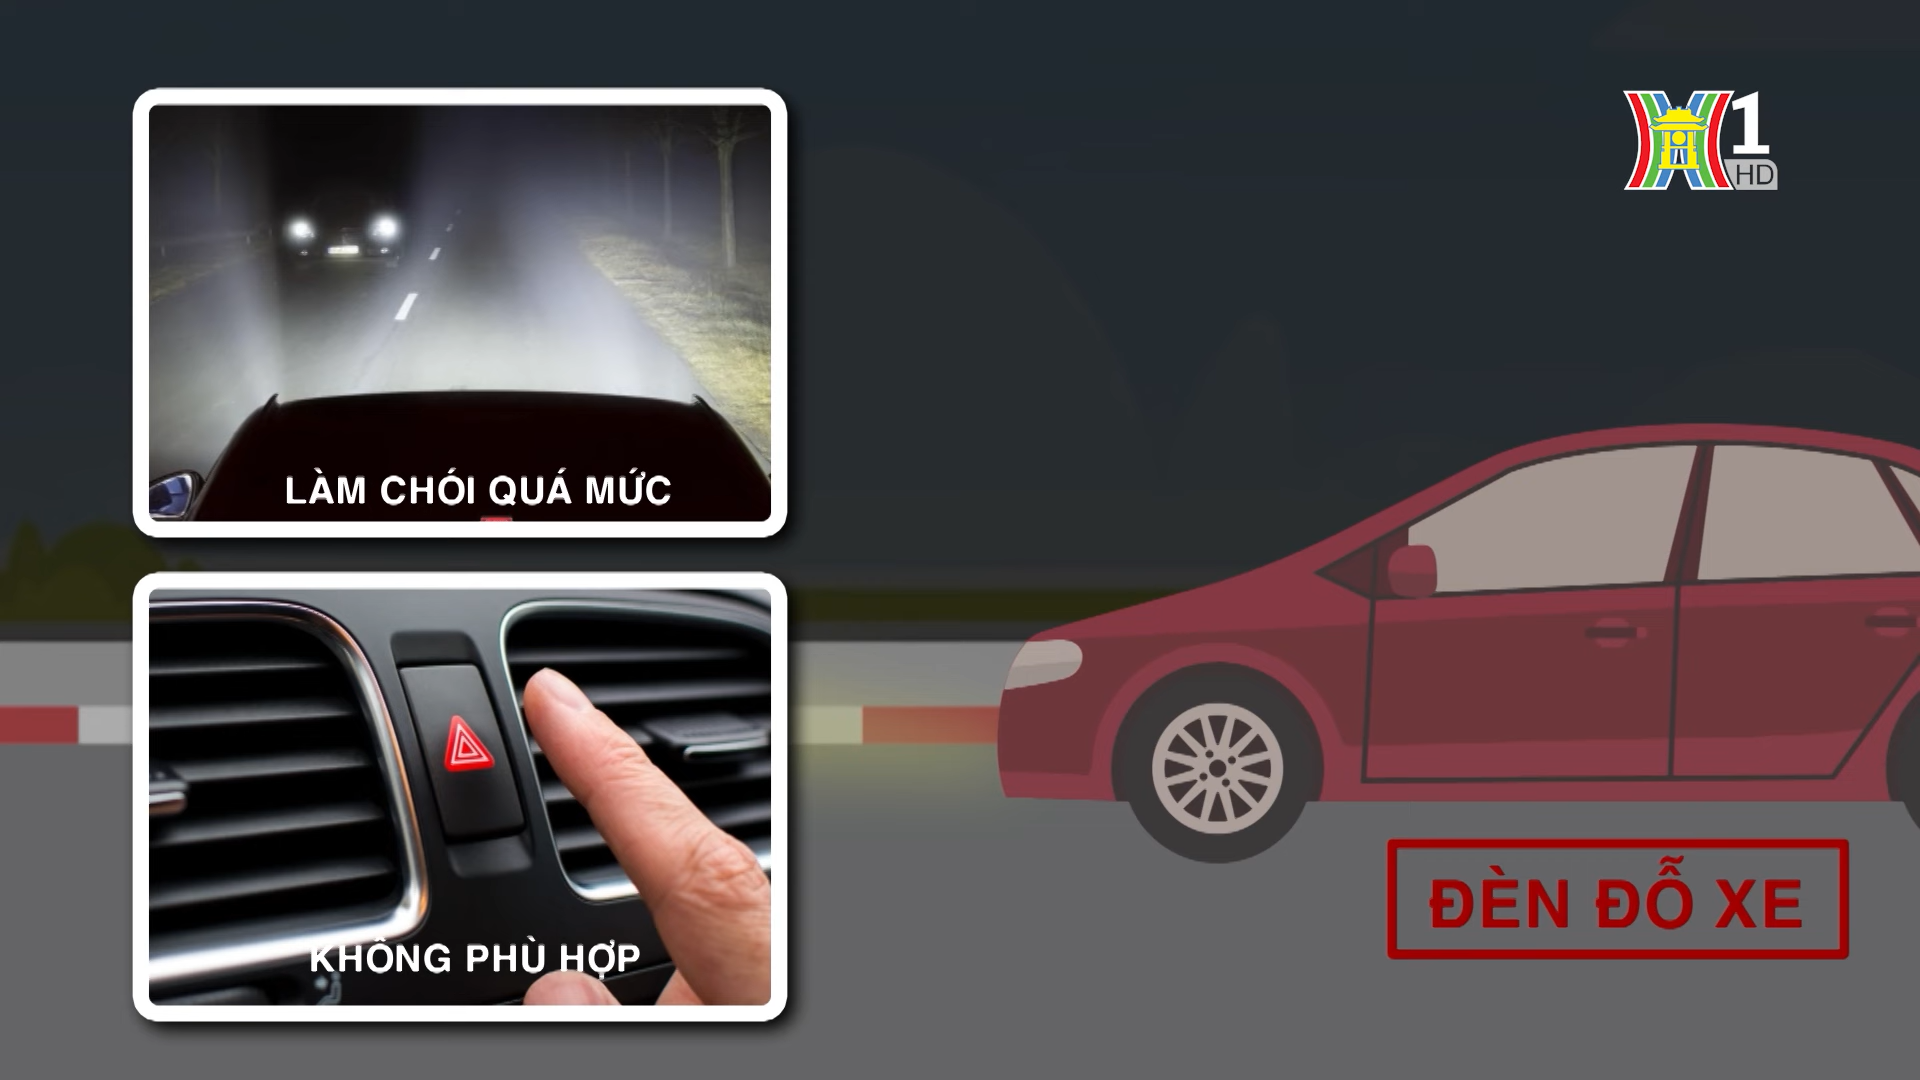 LÀM CHÓI QUÁ MỨC
KHÔNG PHÙ HỢP
1
HD
ĐÈN ĐỖ XE